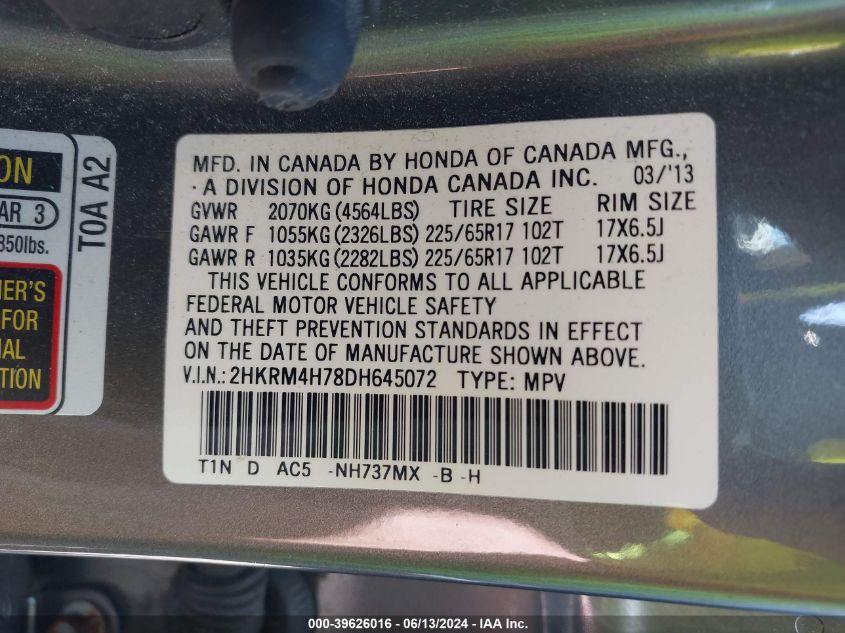 MFD. IN CANADA BY HONDA OF CANADA MFG.,
A DIVISION OF HONDA CANADA INC. 03/'13
GVWR 2070KG (4564LBS) TIRE SIZE RIM SIZE
GAWR F 1055KG (2326LBS) 225/65R17 102T 17X6.5J
GAWR R 1035KG (2282LBS) 225/65R17 102T 17X6.5J
THIS VEHICLE CONFORMS TO ALL APPLICABLE
FEDERAL MOTOR VEHICLE SAFETY
AND THEFT PREVENTION STANDARDS IN EFFECT
ON THE DATE OF MANUFACTURE SHOWN ABOVE.
V.I.N.: 2HKRM4H78DH645072 TYPE: MPV
T1N D AC5 -NH737MX -B -H
ON
AR 3
850lbs.
ER'S
FOR
AL
TION
T0A A2
000-39626016 - 06/13/2024 - IAA Inc.